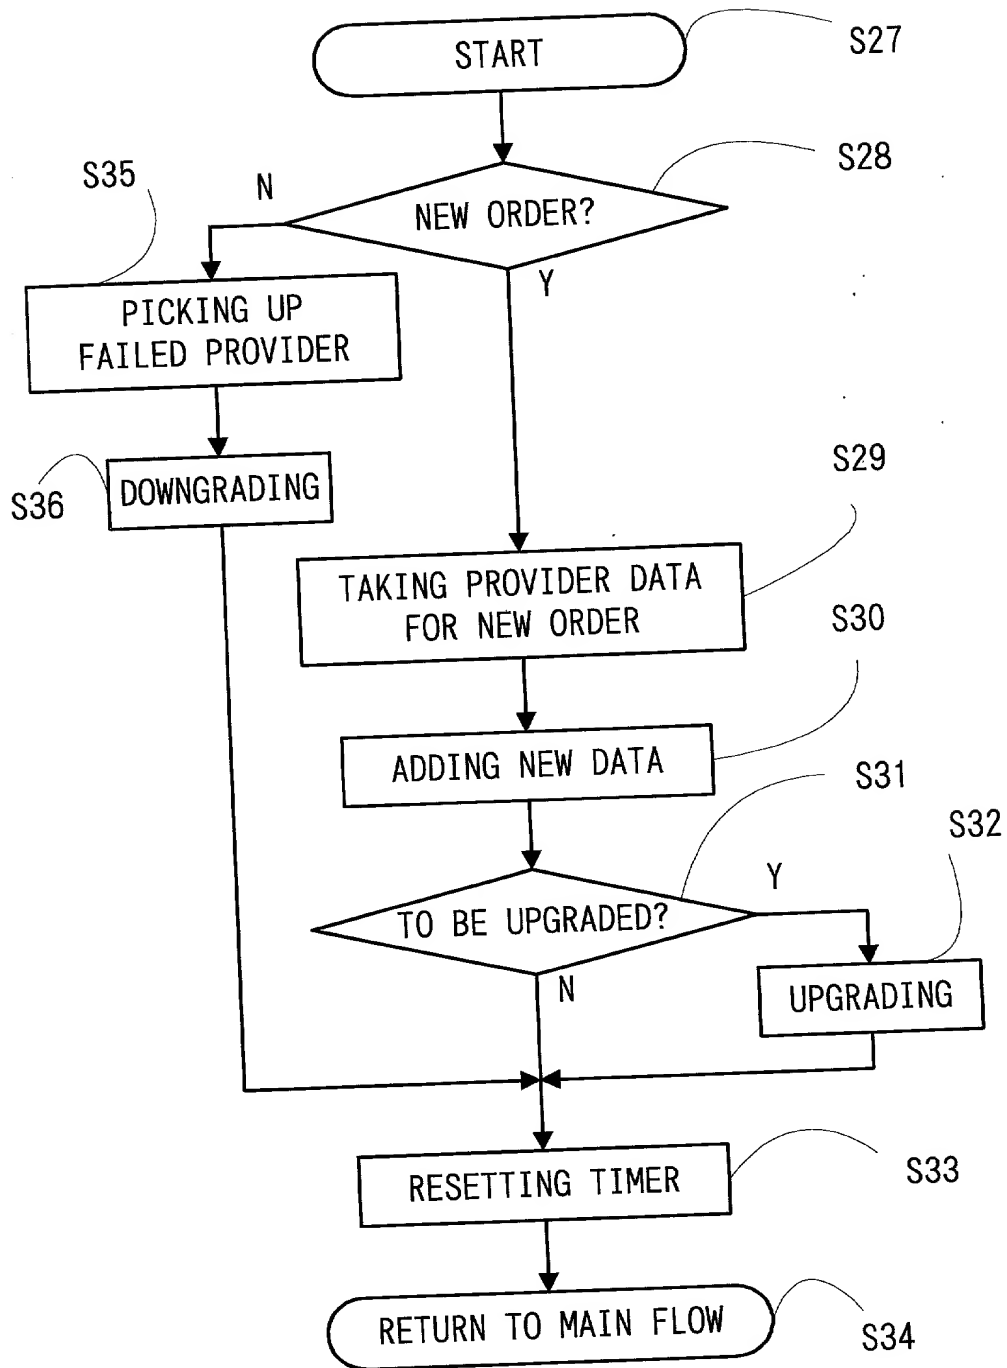 START
S27
S28
NEW ORDER?
N
S35
Y
PICKING UP
FAILED PROVIDER
S36
DOWNGRADING
S29
TAKING PROVIDER DATA
FOR NEW ORDER
S30
ADDING NEW DATA
S31
S32
TO BE UPGRADED?
Y
N
UPGRADING
RESETTING TIMER
S33
RETURN TO MAIN FLOW
S34